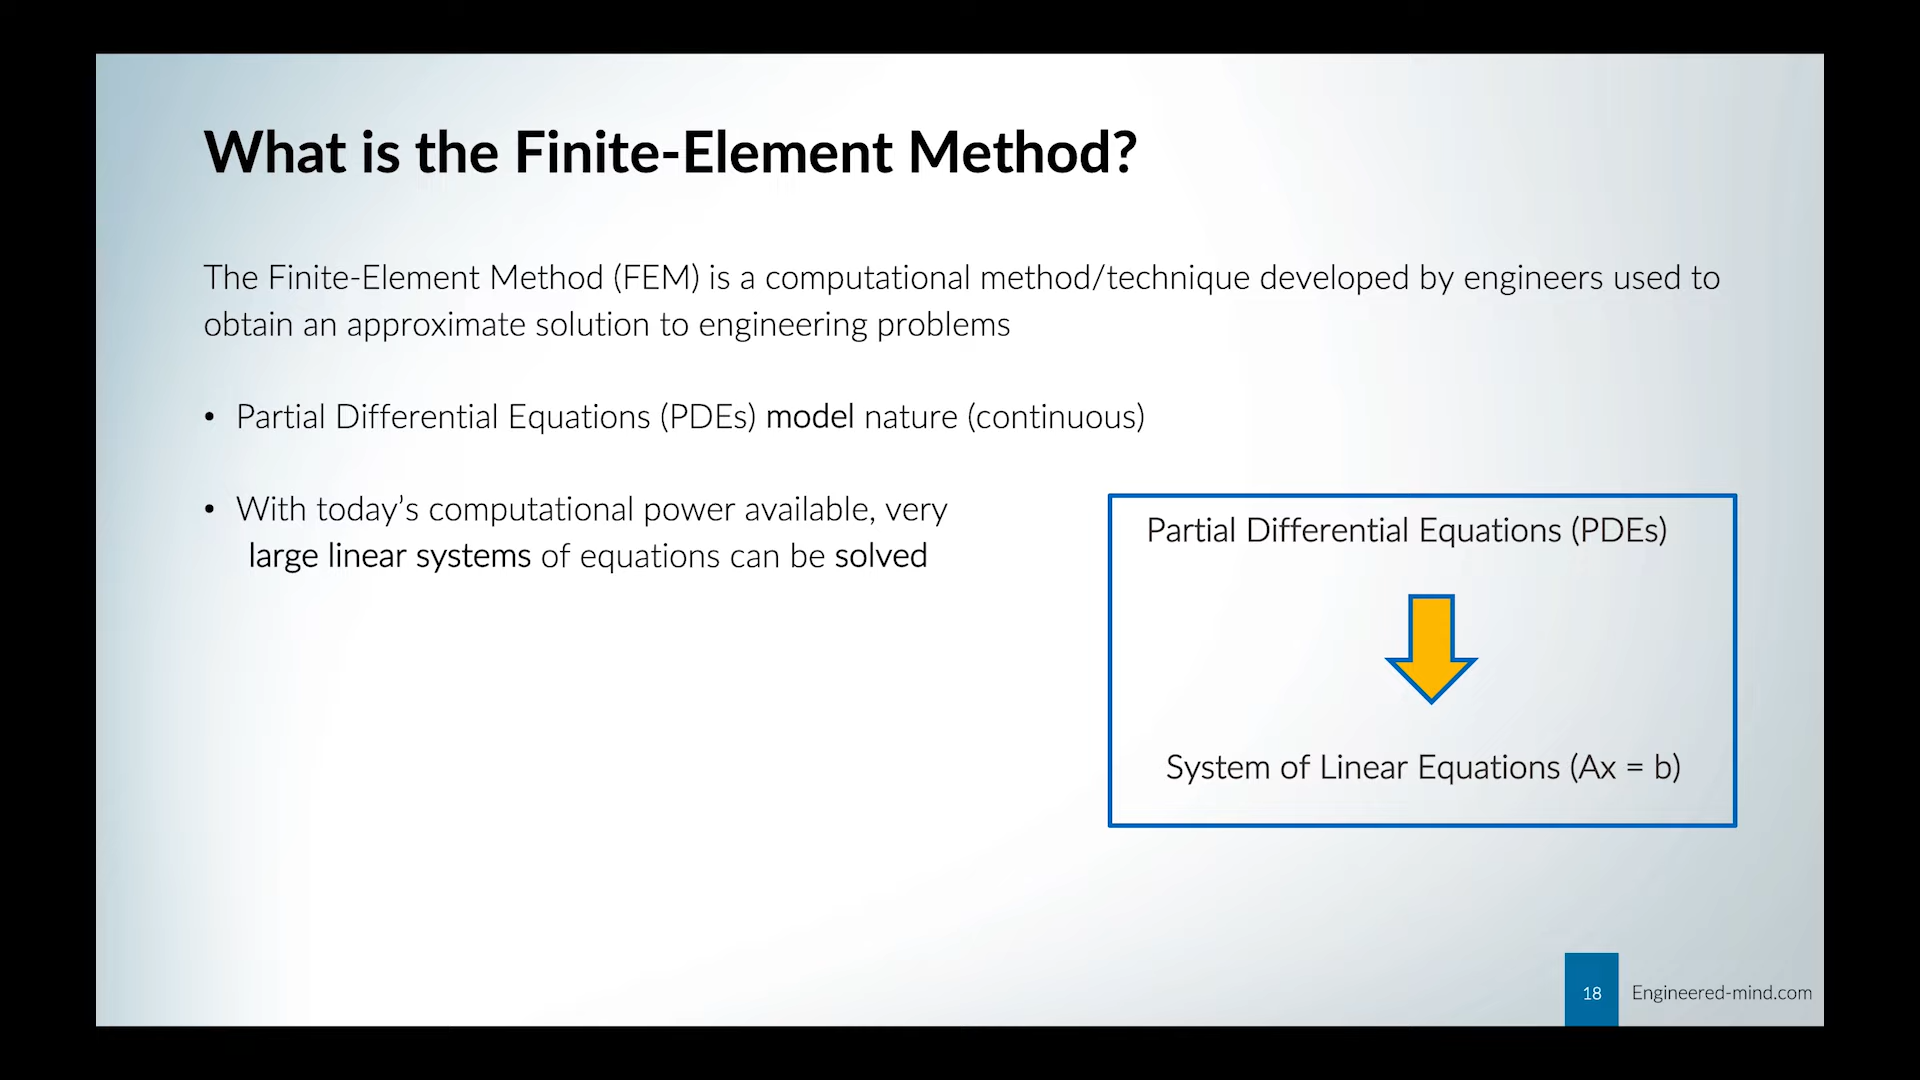 What is the Finite-Element Method?
The Finite-Element Method (FEM) is a computational method/technique developed by engineers used to
obtain an approximate solution to engineering problems
• Partial Differential Equations (PDEs) model nature (continuous)
• With today’s computational power available, very
large linear systems of equations can be solved
Partial Differential Equations (PDEs)
System of Linear Equations (Ax = b)
18 Engineered-mind.com